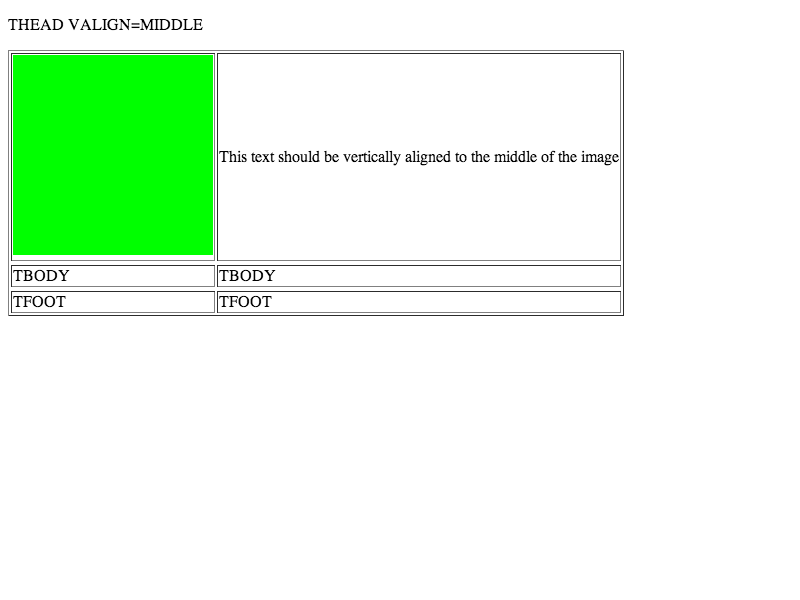 THEAD VALIGN=MIDDLE
This text should be vertically aligned to the middle of the image
TBODY TBODY
TFOOT TFOOT